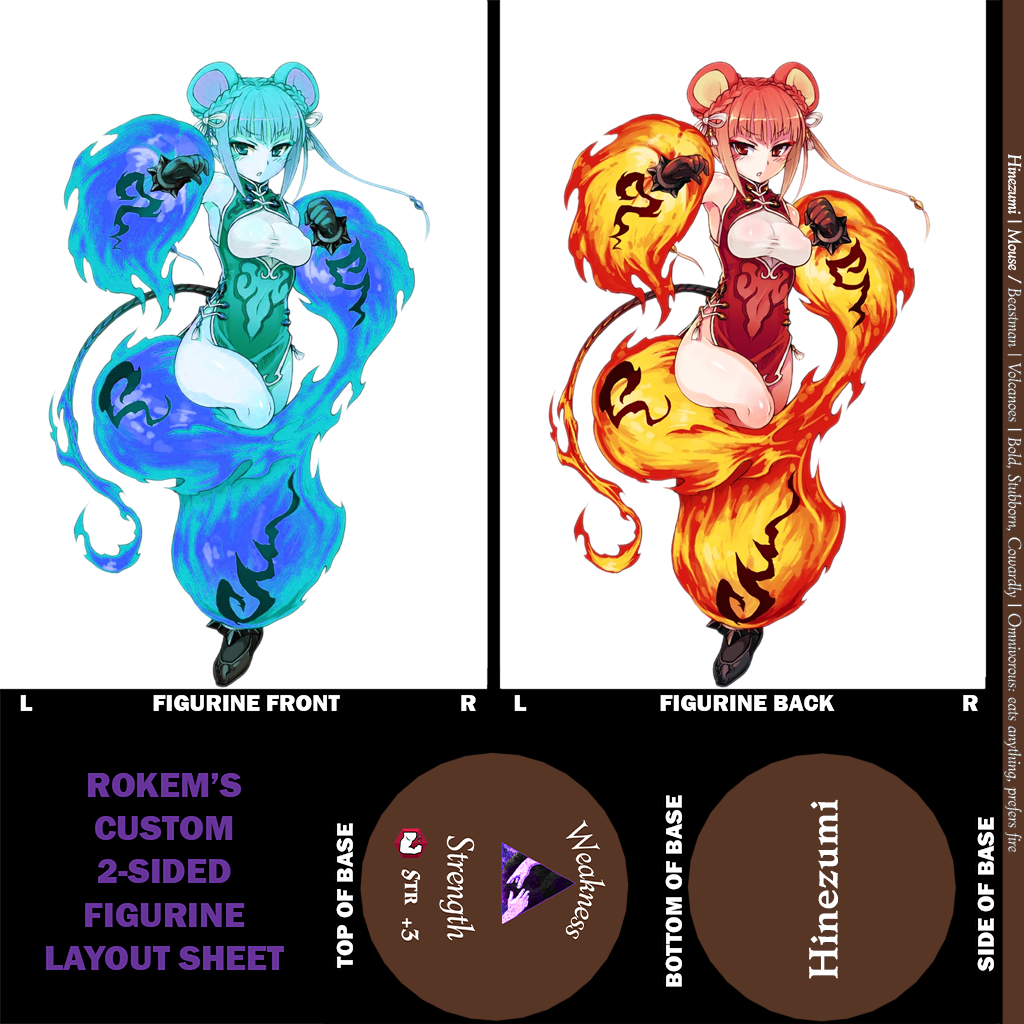 L FIGURINE FRONT R
L FIGURINE BACK R
ROKEM'S
CUSTOM
2-SIDED
FIGURINE
LAYOUT SHEET
TOP OF BASE
Weakness
Strength
STR +3
BOTTOM OF BASE
Hinezumi
SIDE OF BASE
Hinezumi | Mouse / Beastman | Volcanoes | Bold, Stubborn, Cowardly | Omnivorous: eats anything, prefers fire